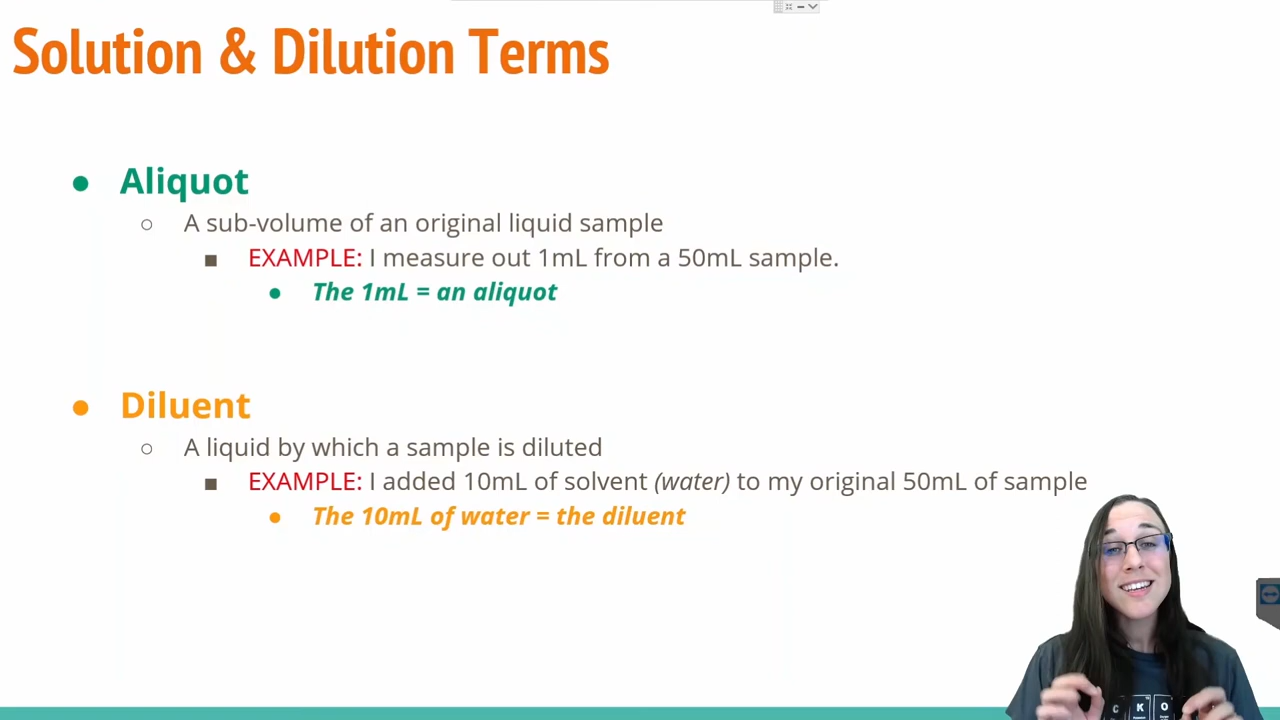 Solution & Dilution Terms
● Aliquot
○ A sub-volume of an original liquid sample
■ EXAMPLE: I measure out 1mL from a 50mL sample.
● The 1mL = an aliquot
● Diluent
○ A liquid by which a sample is diluted
■ EXAMPLE: I added 10mL of solvent (water) to my original 50mL of sample
● The 10mL of water = the diluent
C K O